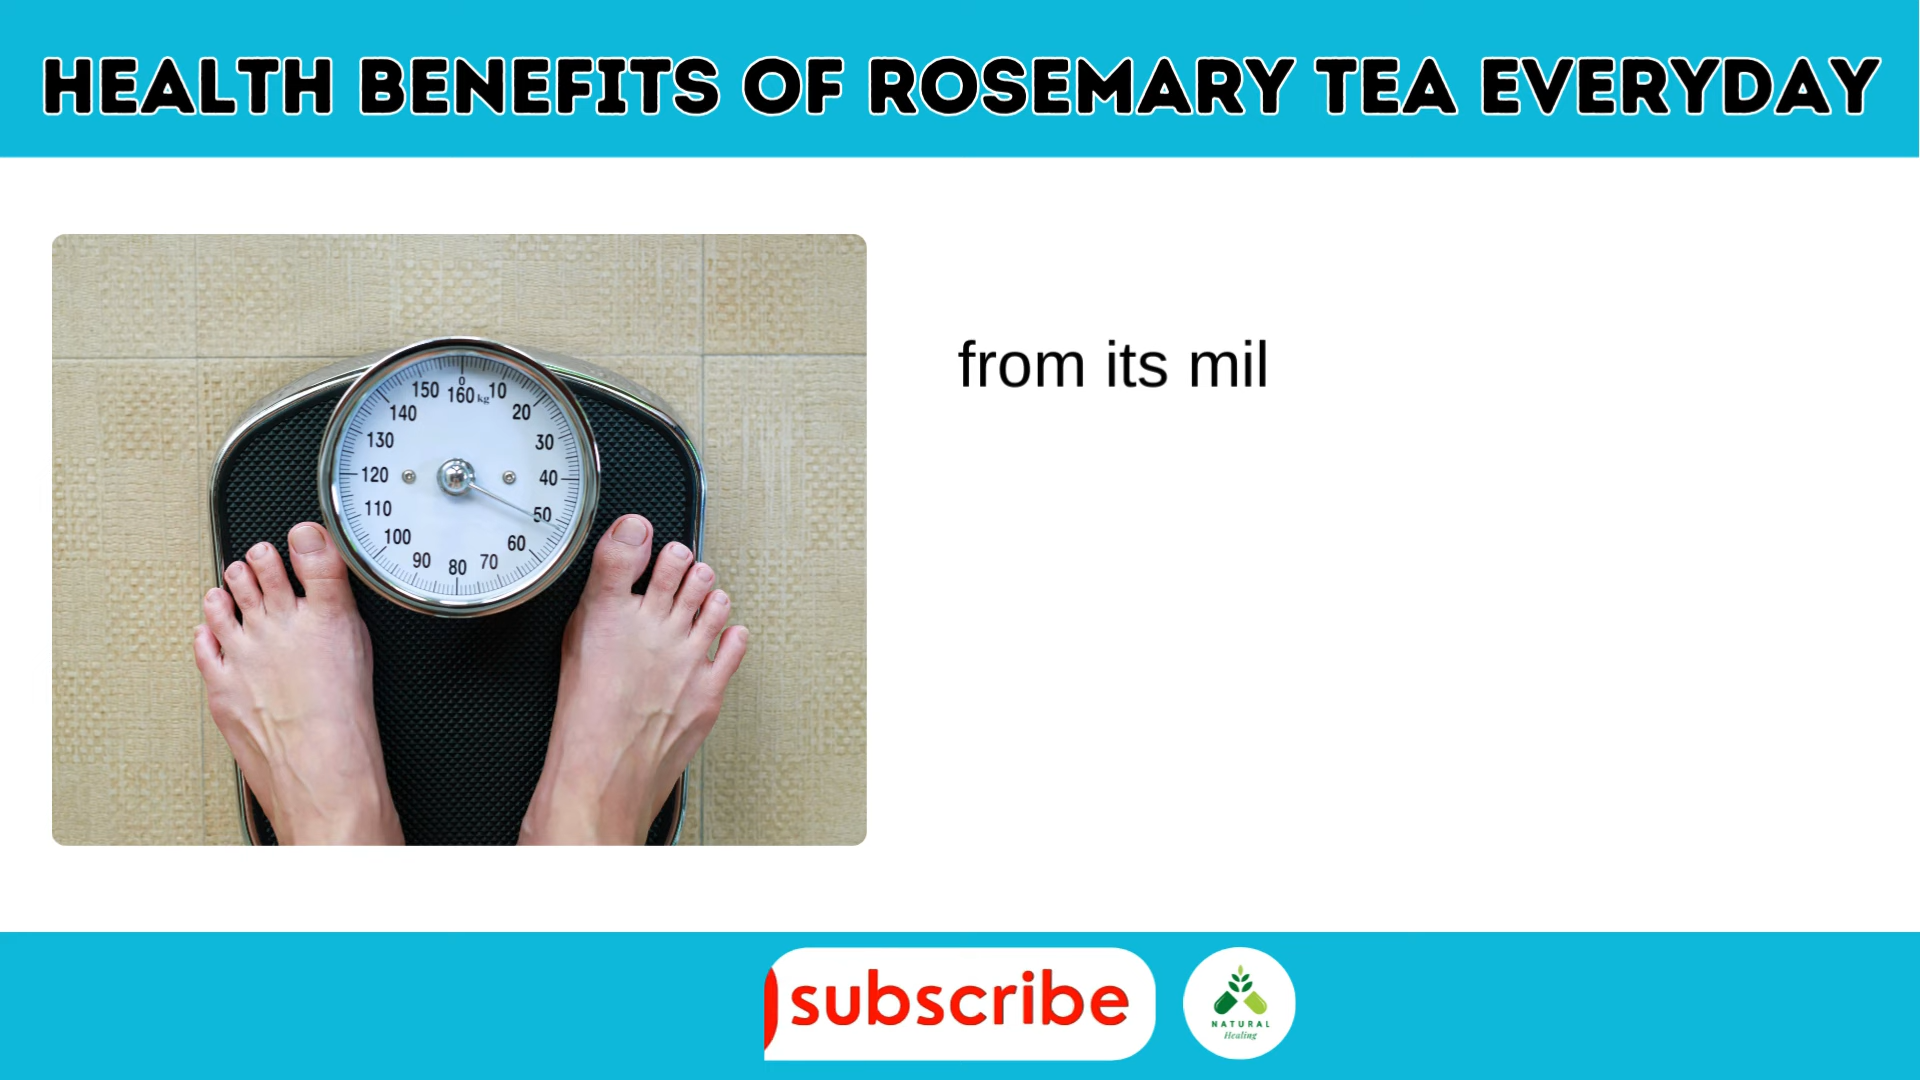 HEALTH BENEFITS OF ROSEMARY TEA EVERYDAY
from its mil
0
150 160 kg 10
140 20
130 30
120 40
110 50
100 60
90 80 70
subscribe
NATURAL
Healing